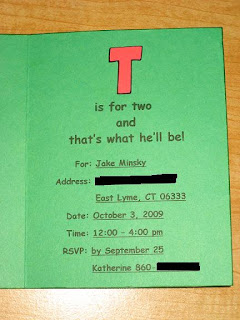 T
is for two
and
that's what he'll be!
For: Jake Minsky
Address:
East Lyme, CT 06333
Date: October 3, 2009
Time: 12:00 - 4:00 pm
RSVP: by September 25
Katherine 860-